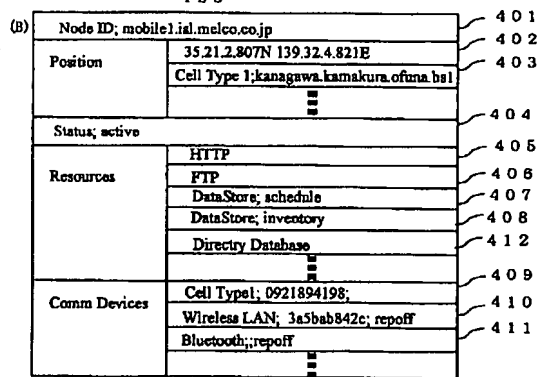 (B)
Node ID; mobile1.ial.melco.co.jp 401
Position 35.21.2.807N 139.32.4.821E 402
Cell Type 1;kanagawa.kamakura.ofuna.bs1 403
Status; active 404
Resources HTTP 405
FTP 406
DataStore; schedule 407
DataStore; inventory 408
Directry Database 412
Comm Devices Cell Type1; 0921894198; 409
Wireless LAN; 3a5bab842c; repoff 410
Bluetooth;;repoff 411